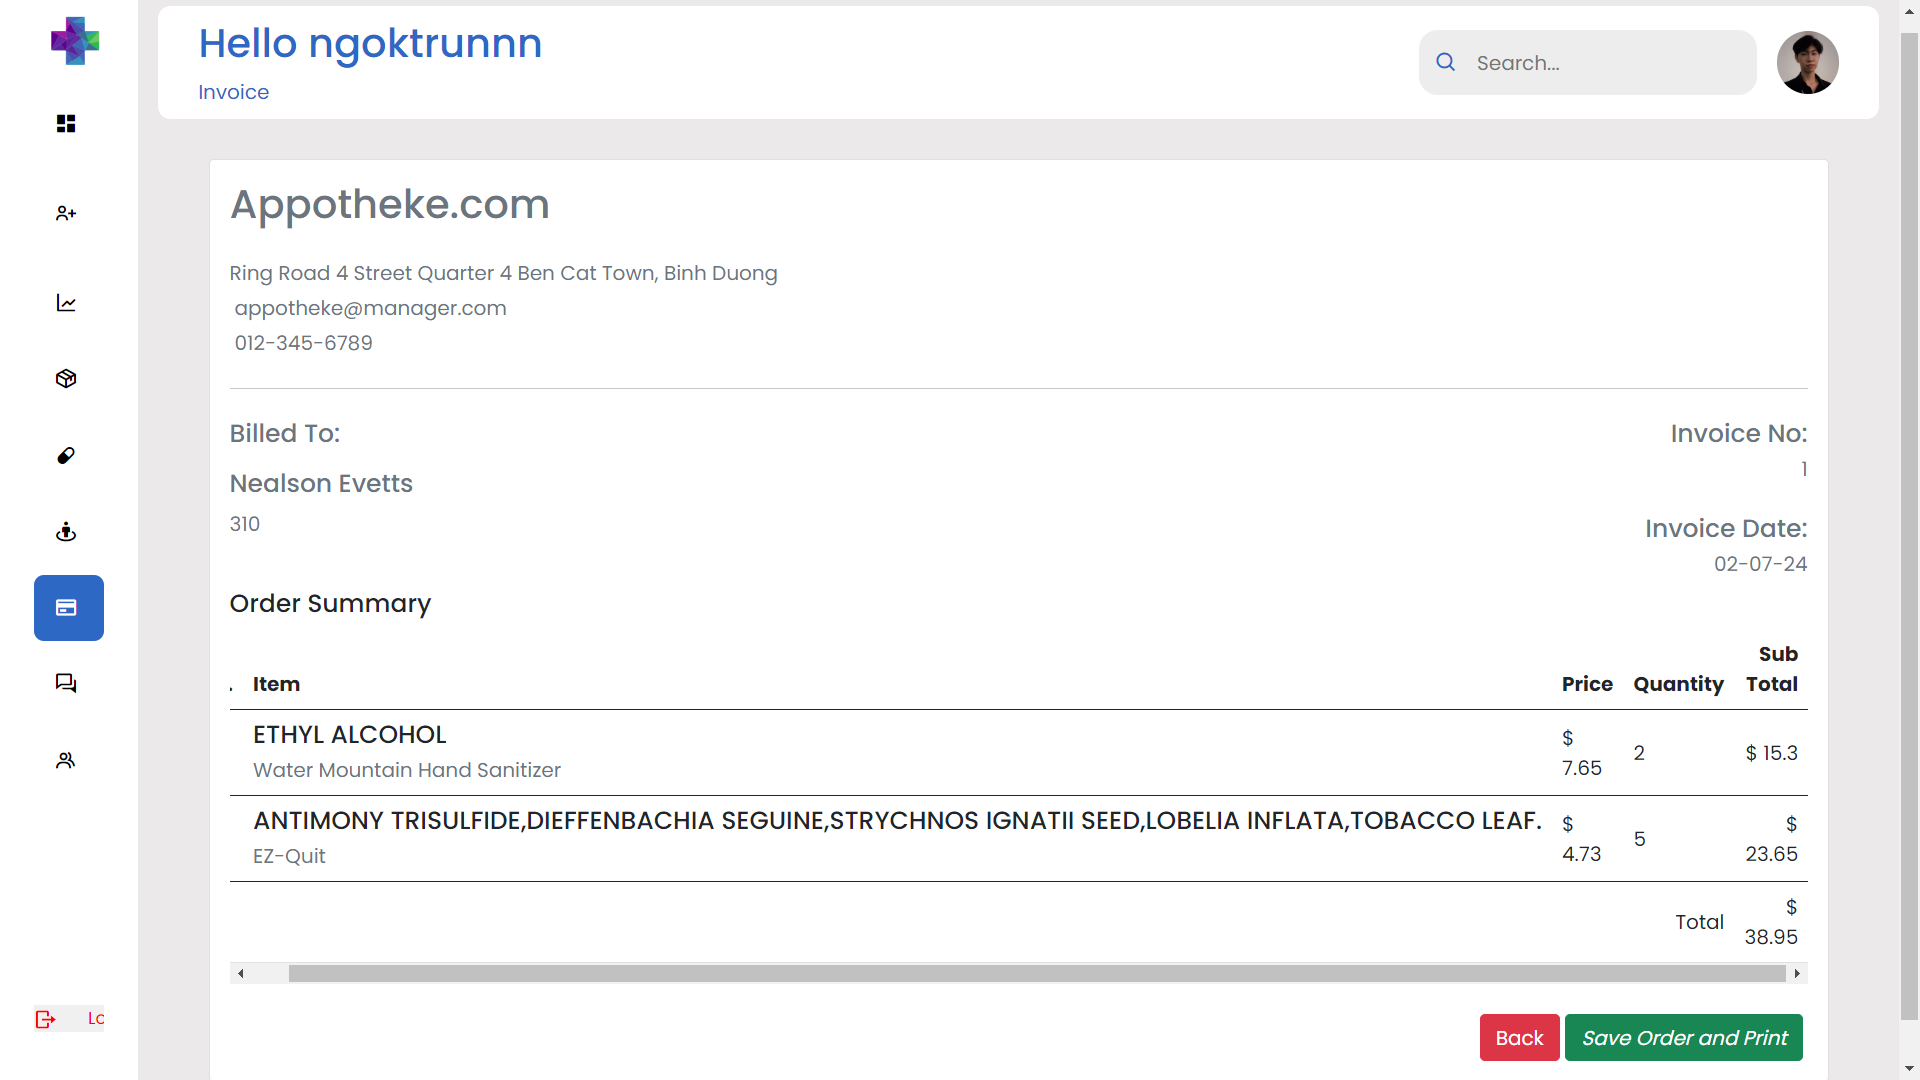 Hello ngoktrunnn
Invoice
Search...
Appotheke.com
Ring Road 4 Street Quarter 4 Ben Cat Town, Binh Duong
appotheke@manager.com
012-345-6789
Billed To:
Invoice No:
1
Nealson Evetts
310
Invoice Date:
02-07-24
Order Summary
. Item Price Quantity Sub Total
ETHYL ALCOHOL
Water Mountain Hand Sanitizer
$ 7.65
2
$ 15.3
ANTIMONY TRISULFIDE,DIEFFENBACHIA SEGUINE,STRYCHNOS IGNATII SEED,LOBELIA INFLATA,TOBACCO LEAF.
EZ-Quit
$ 4.73
5
$ 23.65
Total
$ 38.95
Lo
Back
Save Order and Print